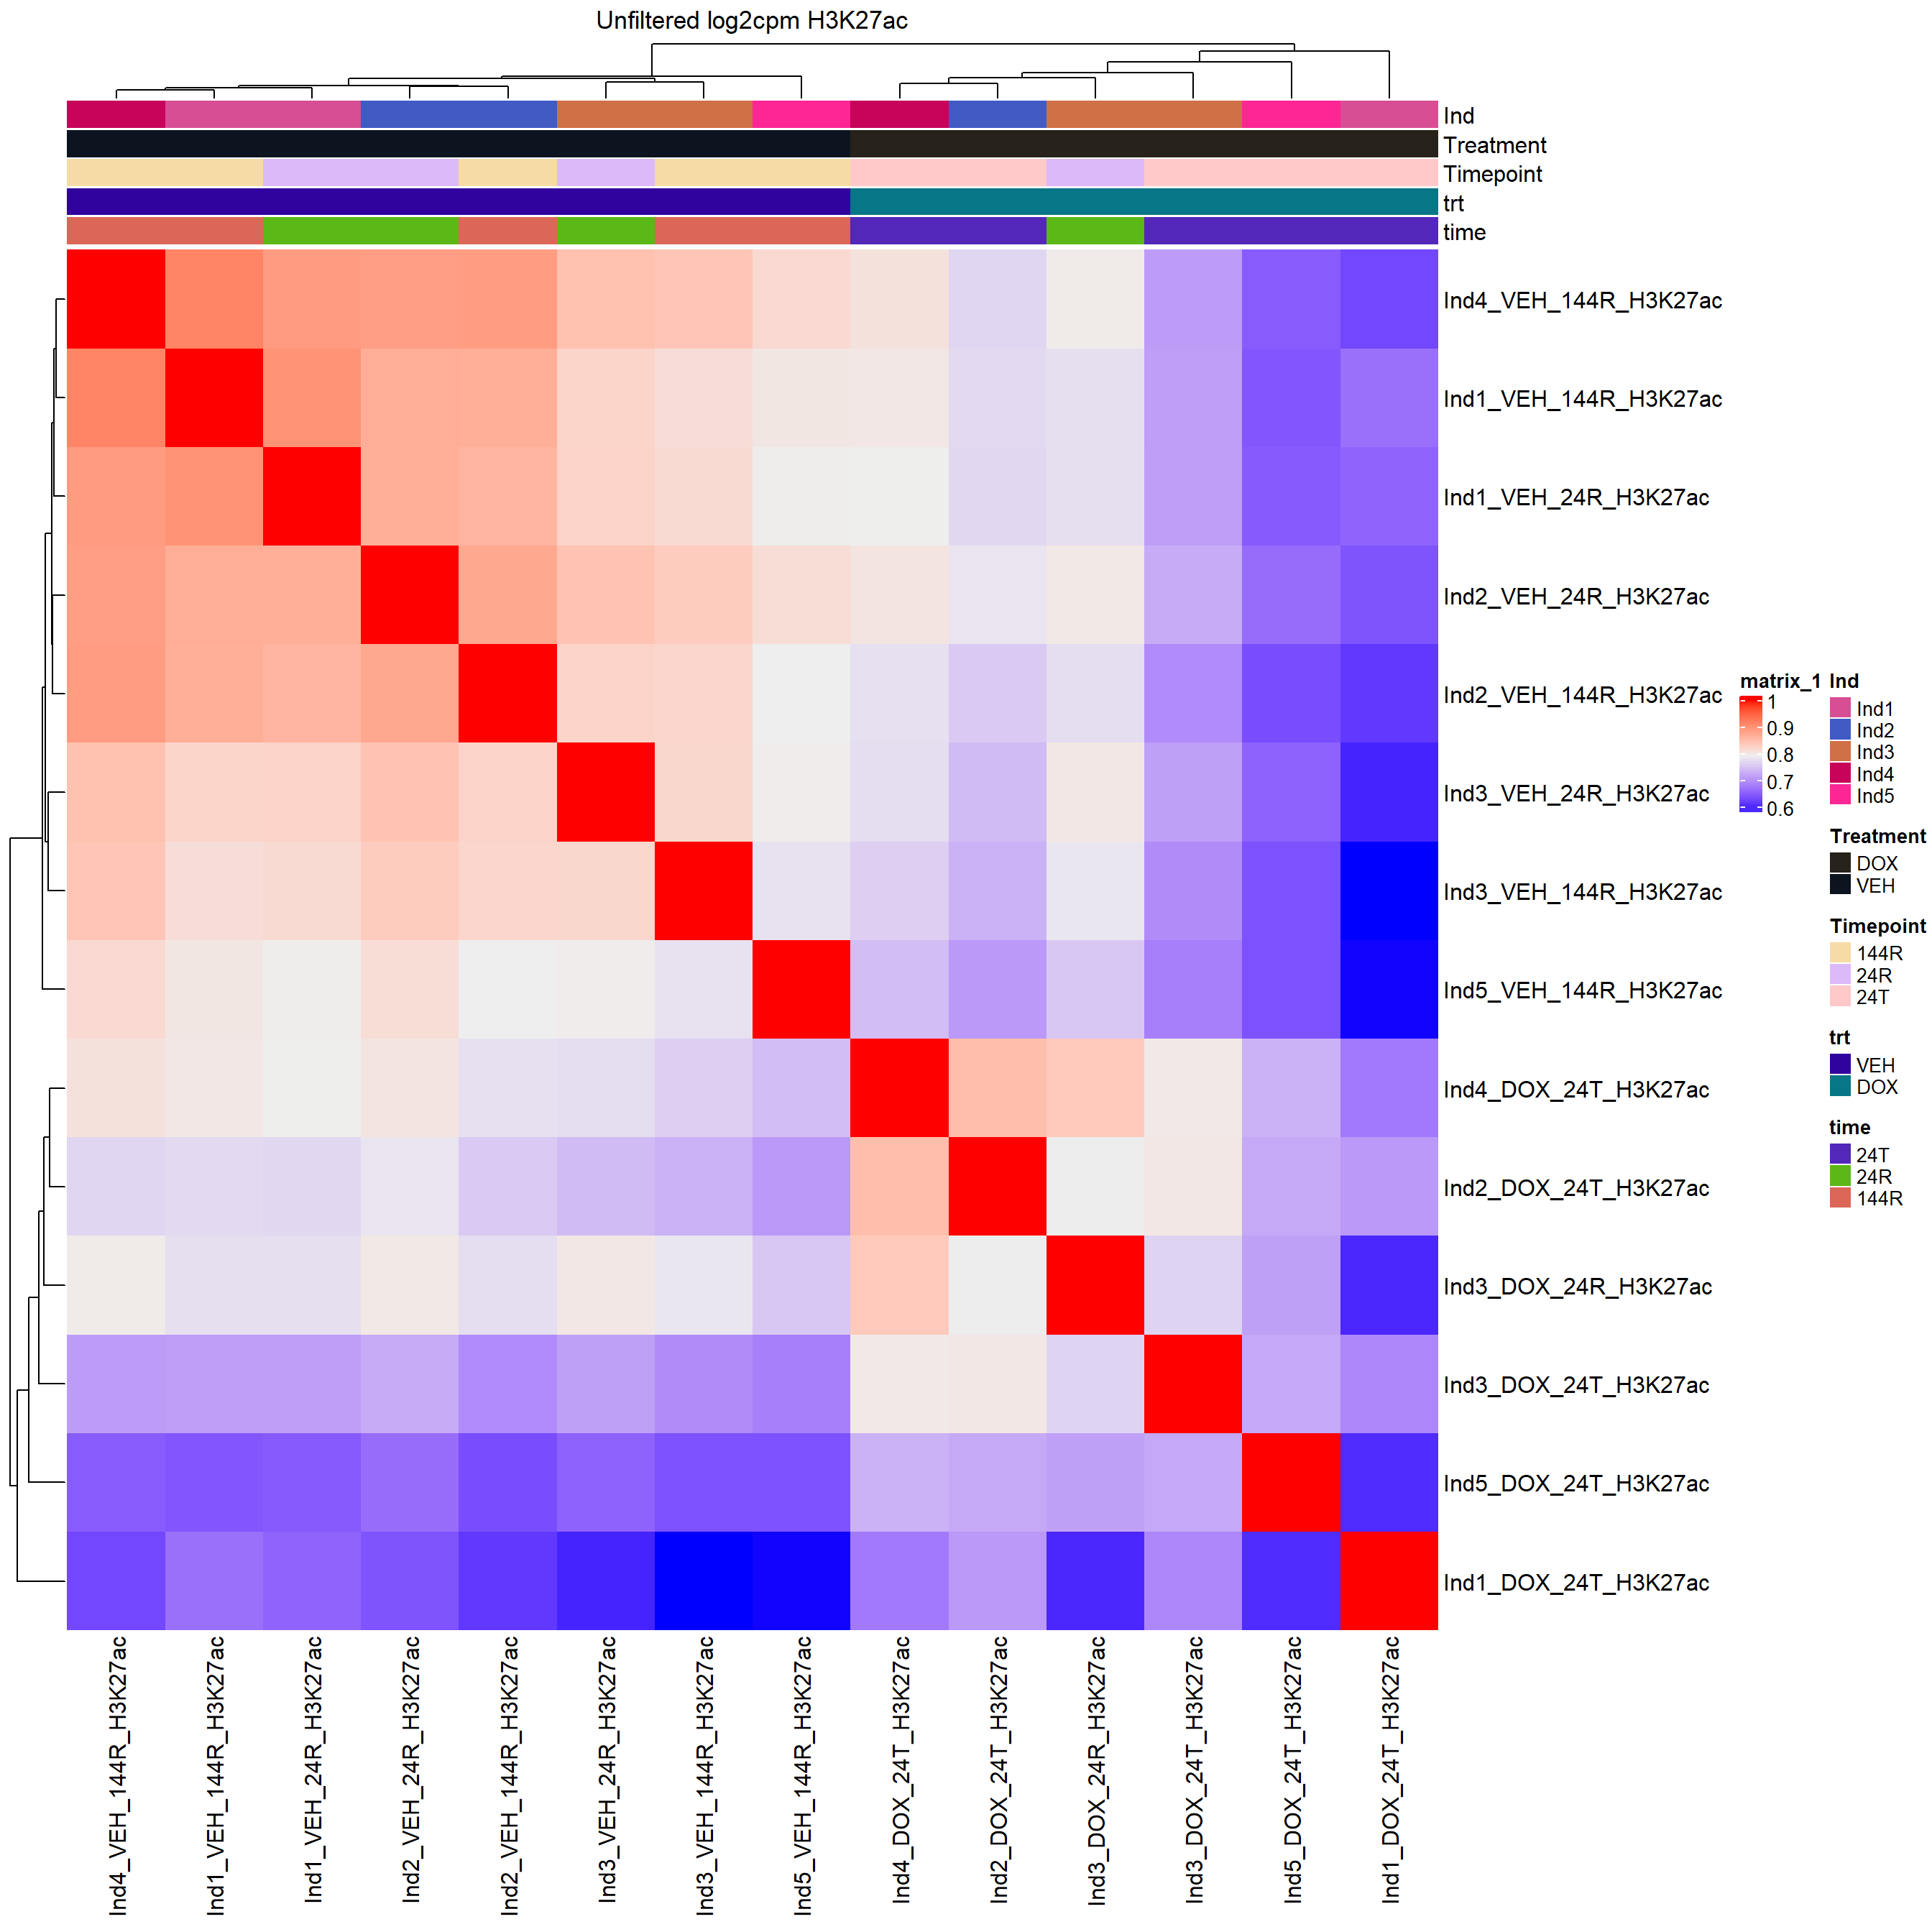 Unfiltered log2cpm H3K27ac
Ind
Treatment
Timepoint
trt
time
Ind4_VEH_144R_H3K27ac
Ind1_VEH_144R_H3K27ac
Ind1_VEH_24R_H3K27ac
Ind2_VEH_24R_H3K27ac
Ind2_VEH_144R_H3K27ac
Ind3_VEH_24R_H3K27ac
Ind3_VEH_144R_H3K27ac
Ind5_VEH_144R_H3K27ac
Ind4_DOX_24T_H3K27ac
Ind2_DOX_24T_H3K27ac
Ind3_DOX_24R_H3K27ac
Ind3_DOX_24T_H3K27ac
Ind5_DOX_24T_H3K27ac
Ind1_DOX_24T_H3K27ac
Ind4_VEH_144R_H3K27ac
Ind1_VEH_144R_H3K27ac
Ind1_VEH_24R_H3K27ac
Ind2_VEH_24R_H3K27ac
Ind2_VEH_144R_H3K27ac
Ind3_VEH_24R_H3K27ac
Ind3_VEH_144R_H3K27ac
Ind5_VEH_144R_H3K27ac
Ind4_DOX_24T_H3K27ac
Ind2_DOX_24T_H3K27ac
Ind3_DOX_24R_H3K27ac
Ind3_DOX_24T_H3K27ac
Ind5_DOX_24T_H3K27ac
Ind1_DOX_24T_H3K27ac
matrix_1
1
0.9
0.8
0.7
0.6
Ind
Ind1
Ind2
Ind3
Ind4
Ind5
Treatment
DOX
VEH
Timepoint
144R
24R
24T
trt
VEH
DOX
time
24T
24R
144R